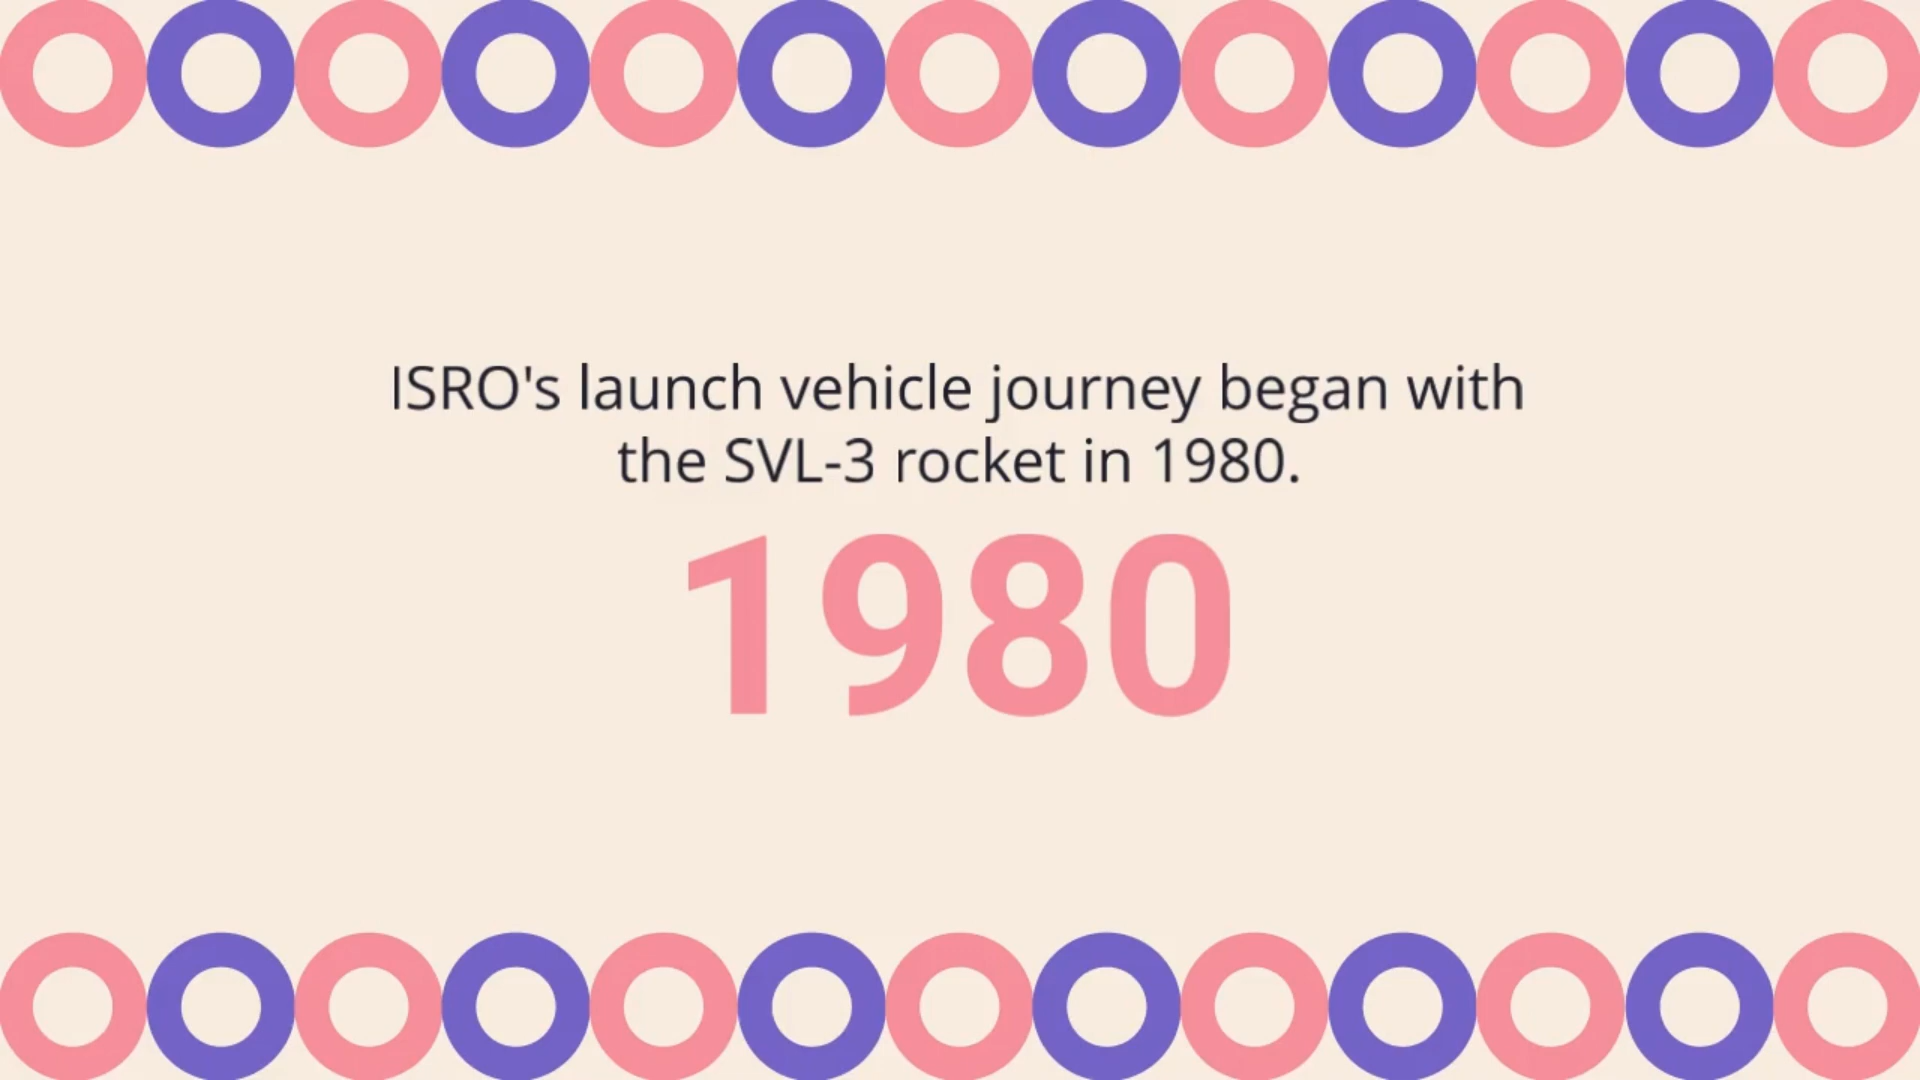 ISRO's launch vehicle journey began with
the SVL-3 rocket in 1980.
1980